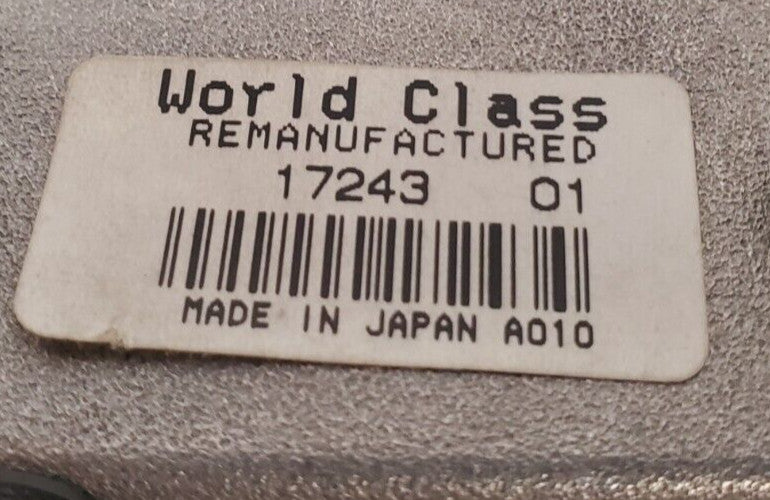 World Class
REMANUFACTURED
17243 01
MADE IN JAPAN A010